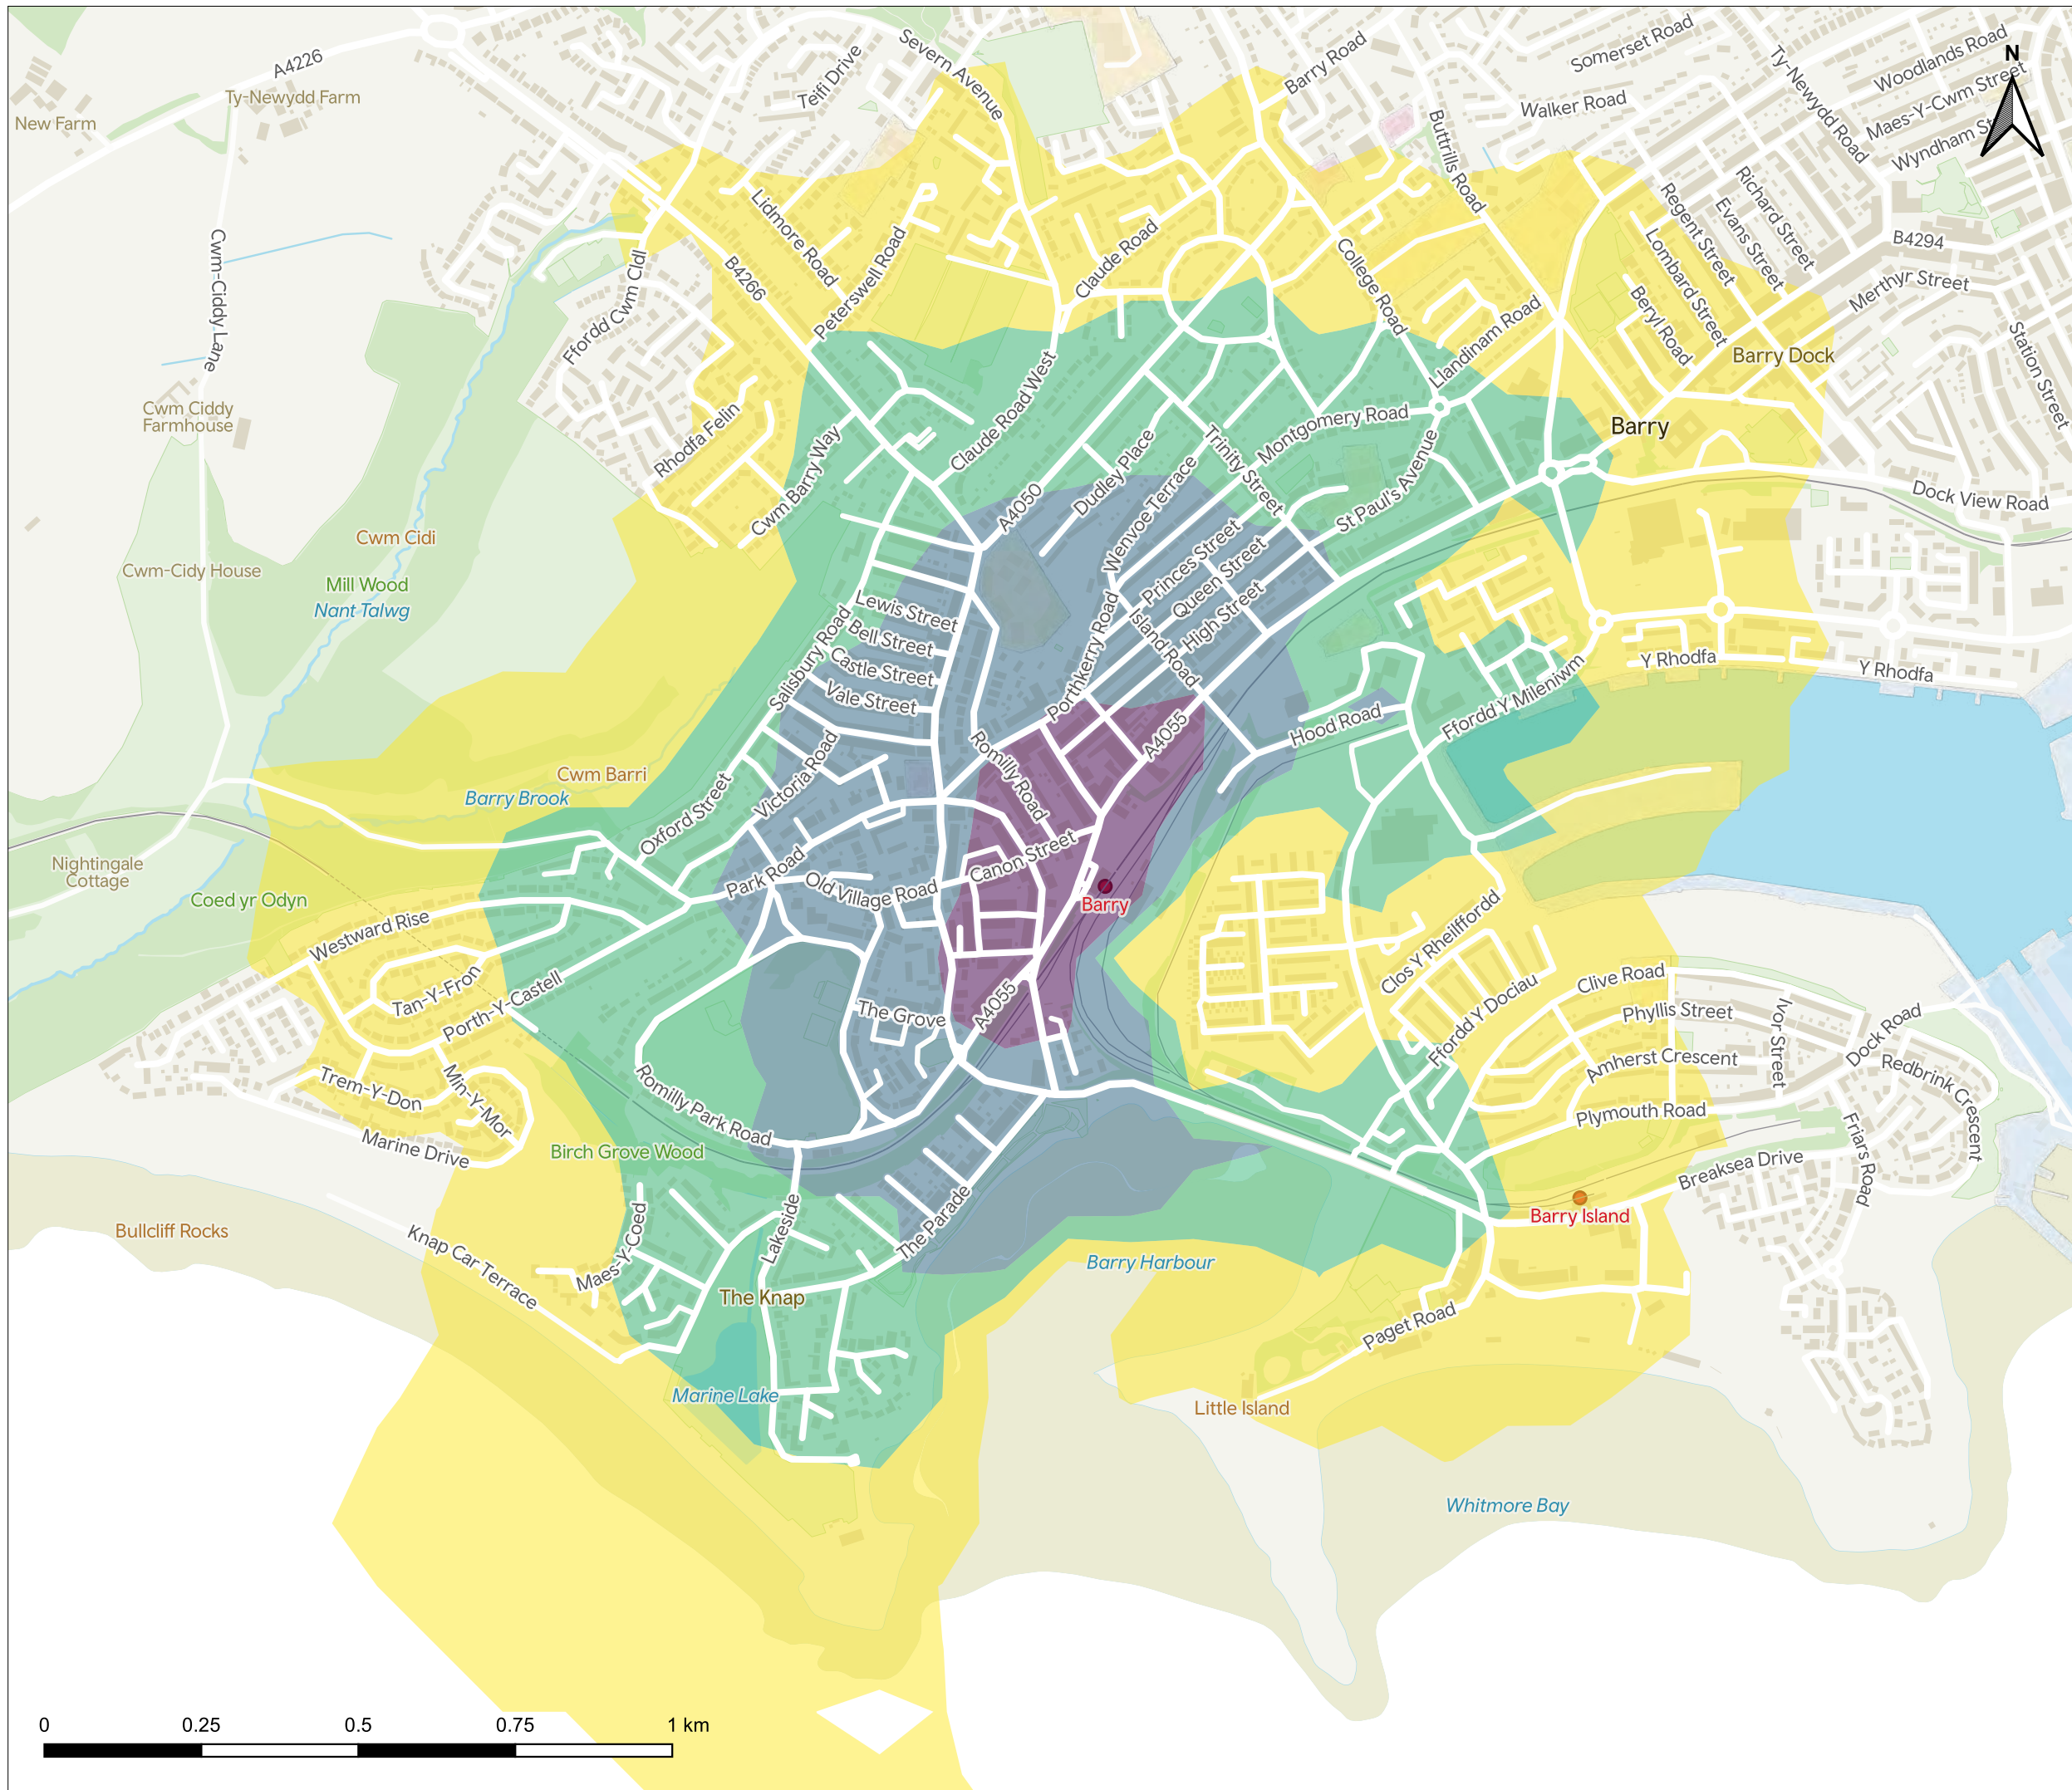 A4226
Ty-Newydd Farm
New Farm
Teifi Drive
Severn Avenue
Barry Road
Somerset Road
Walker Road
Buttrills Road
Ty-Newydd Road
Woodlands Road
Maes-Y-Cwm Street
Wyndham St
N
Cwm-Ciddy Lane
Ffordd Cwm Cidi
B4266
Lidmore Road
Peterswell Road
Claude Road
College Road
Llandinam Road
Regent Street
Richard Street
Evans Street
Lombard Street
Beryl Road
B4294
Merthyr Street
Station Street
Barry Dock
Cwm Ciddy
Farmhouse
Rhodfa Felin
Cwm Barry Way
Claude Road West
A4050
Dudley Place
Wenvoe Terrace
Trinity Street
Montgomery Road
St Paul's Avenue
Barry
Dock View Road
Cwm Cidi
Cwm-Cidy House
Mill Wood
Nant Talwg
Princes Street
Queen Street
High Street
Island Road
Porthkerry Road
Lewis Street
Bell Street
Castle Street
Vale Street
Salisbury Road
Y Rhodfa
Y Rhodfa
Ffordd Y Mileniwm
Hood Road
A4055
Romilly Road
Victoria Road
Oxford Street
Cwm Barri
Barry Brook
Nightingale
Cottage
Coed yr Odyn
Park Road
Old Village Road
Canon Street
Barry
Westward Rise
Tan-Y-Fron
Porth-Y-Castell
The Grove
A4055
Clos Y Rheilffordd
Ffordd Y Dociau
Clive Road
Phyllis Street
Ivor Street
Amherst Crescent
Dock Road
Redbrink Crescent
Plymouth Road
Friars Road
Breaksea Drive
Trem-Y-Don
Min-Y-Mor
Marine Drive
Romilly Park Road
Birch Grove Wood
Bullcliff Rocks
Knap Car Terrace
Maes-Y-Coed
Lakeside
The Parade
The Knap
Barry Harbour
Barry Island
Paget Road
Marine Lake
Little Island
Whitmore Bay
0 0.25 0.5 0.75 1 km